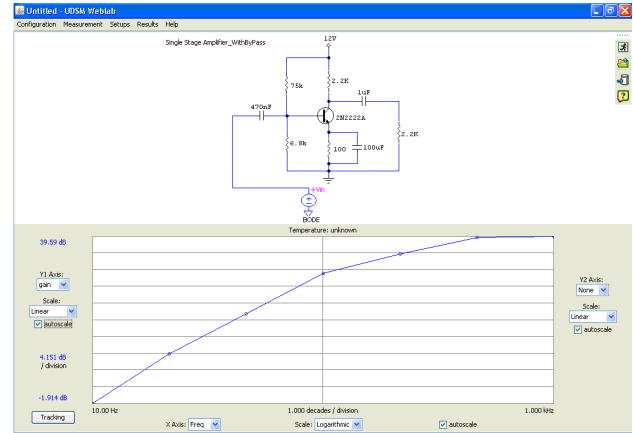 Untitled - UDSM Weblab
Configuration Measurement Setups Results Help
Single Stage Amplifier_WithByPass
12V
75k
2.2K
1uF
470nF
2N2222A
2.2K
6.8k
100
100uF
+Vin
BODE
Temperature: unknown
39.59 dB
Y1 Axis:
gain
Scale:
Linear
autoscale
4.151 dB
/ division
-1.914 dB
Tracking
Y2 Axis:
None
Scale:
Linear
autoscale
10.00 Hz
1.000 decades / division
1.000 kHz
X Axis: Freq
Scale: Logarithmic
autoscale